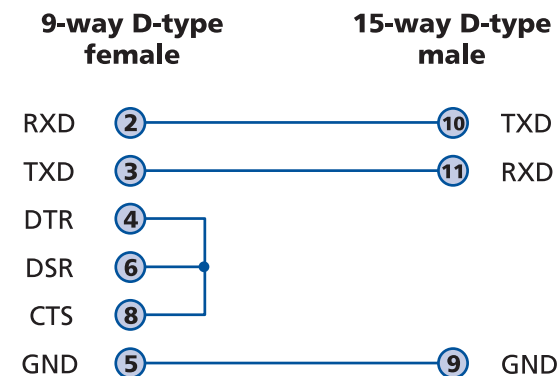 9-way D-type
female
15-way D-type
male
RXD 2 10 TXD
TXD 3 11 RXD
DTR 4
DSR 6
CTS 8
GND 5 9 GND